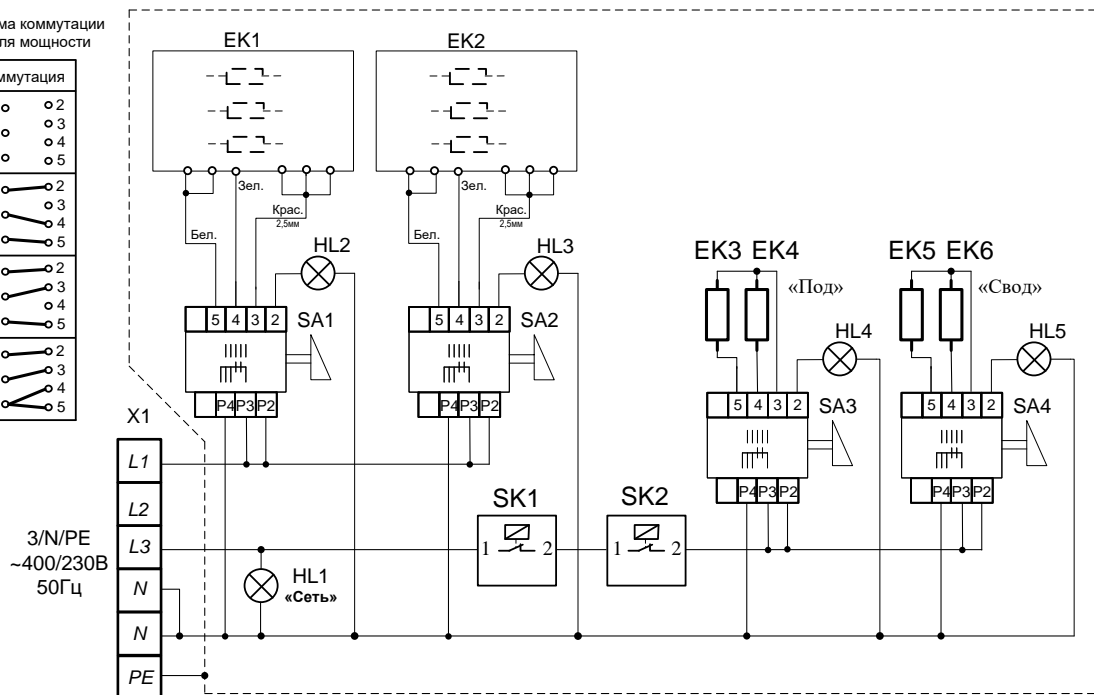 ма коммутации
ля мощности
ммутация
2
3
4
5
2
3
4
5
2
3
4
5
2
3
4
5
EK1
EK2
Зел.
Зел.
Крас.
2,5мм
Крас.
2,5мм
Бел.
Бел.
HL2
HL3
5 4 3 2
SA1
5 4 3 2
SA2
P4 P3 P2
P4 P3 P2
EK3 EK4
«Под»
EK5 EK6
«Свод»
HL4
HL5
5 4 3 2
SA3
5 4 3 2
SA4
P4 P3 P2
P4 P3 P2
X1
L1
L2
L3
N
N
PE
3/N/PE
~400/230В
50Гц
SK1
1 2
SK2
1 2
HL1
«Сеть»